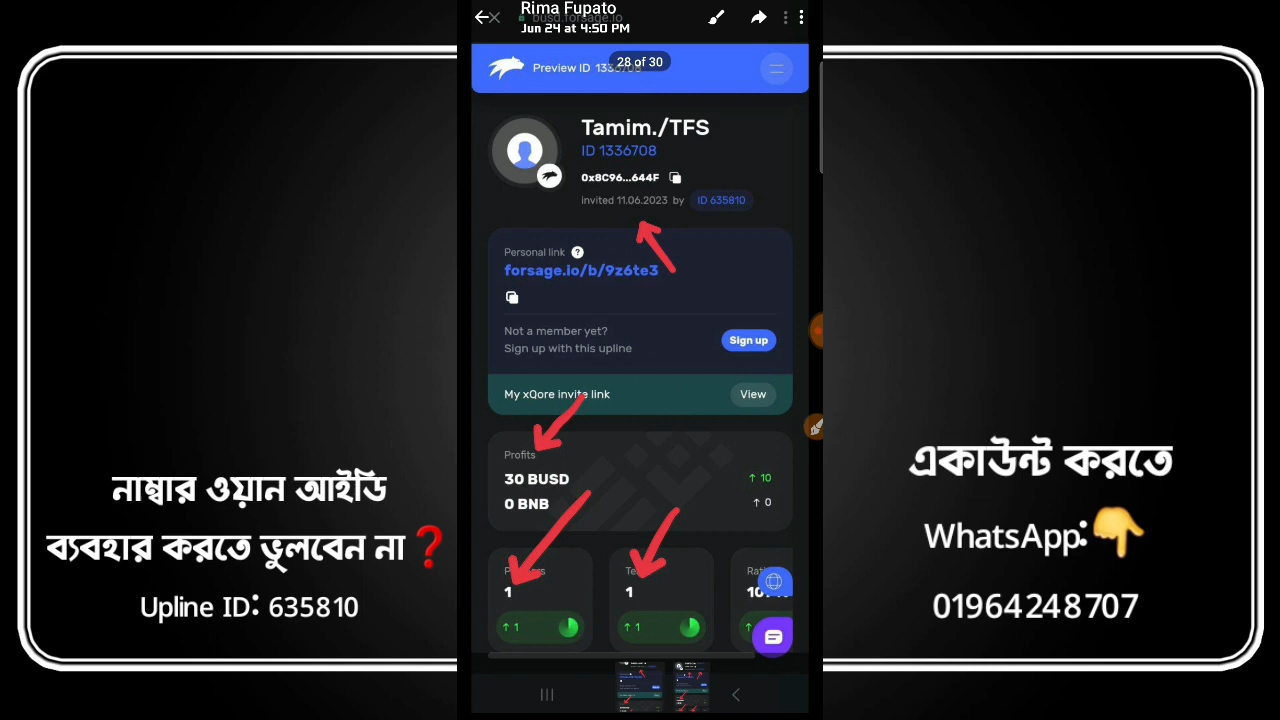 Rima Fupato
busd.forsage.io
Jun 24 at 4:50 PM
28 of 30
Preview ID
Tamim./TFS
ID 1336708
0x8C96...644F
invited 11.06.2023 by ID 635810
Personal link ?
forsage.io/b/9z6te3
Not a member yet?
Sign up with this upline
Sign up
My xQore invite link
View
Profits
30 BUSD
↑ 10
0 BNB
↑ 0
1
1
↑ 1
↑ 1
নাম্বার ওয়ান আইডি
ব্যবহার করতে ভুলবেন না❓
Upline ID: 635810
একাউন্ট করতে
WhatsApp:👇
01964248707